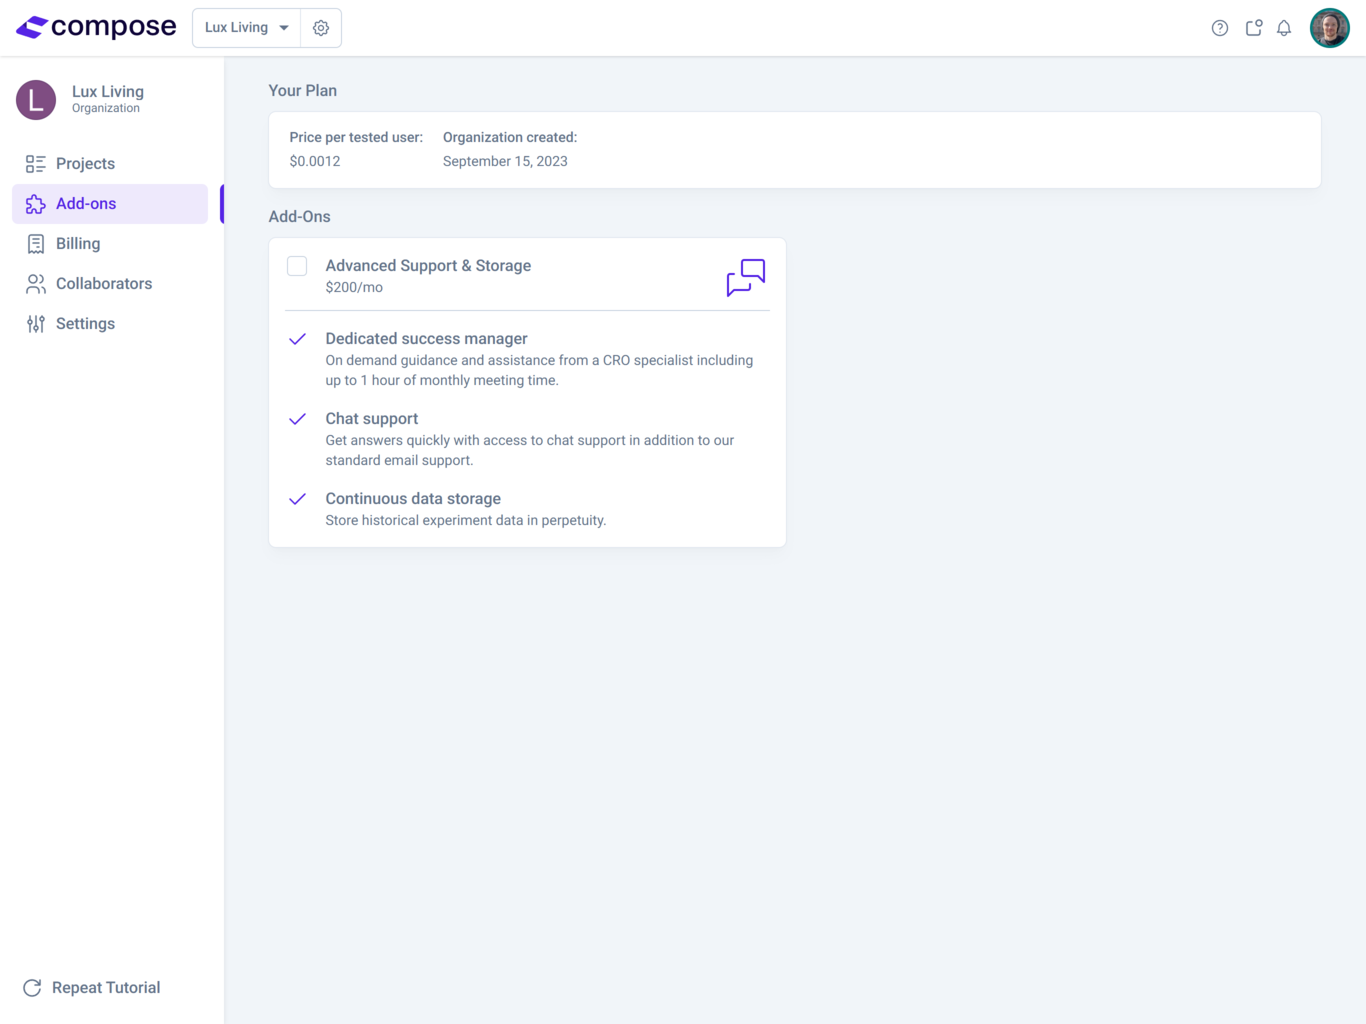 compose
Lux Living
L
Lux Living
Organization
Projects
Add-ons
Billing
Collaborators
Settings
Repeat Tutorial
Your Plan
Price per tested user:
$0.0012
Organization created:
September 15, 2023
Add-Ons
Advanced Support & Storage
$200/mo
Dedicated success manager
On demand guidance and assistance from a CRO specialist including
up to 1 hour of monthly meeting time.
Chat support
Get answers quickly with access to chat support in addition to our
standard email support.
Continuous data storage
Store historical experiment data in perpetuity.